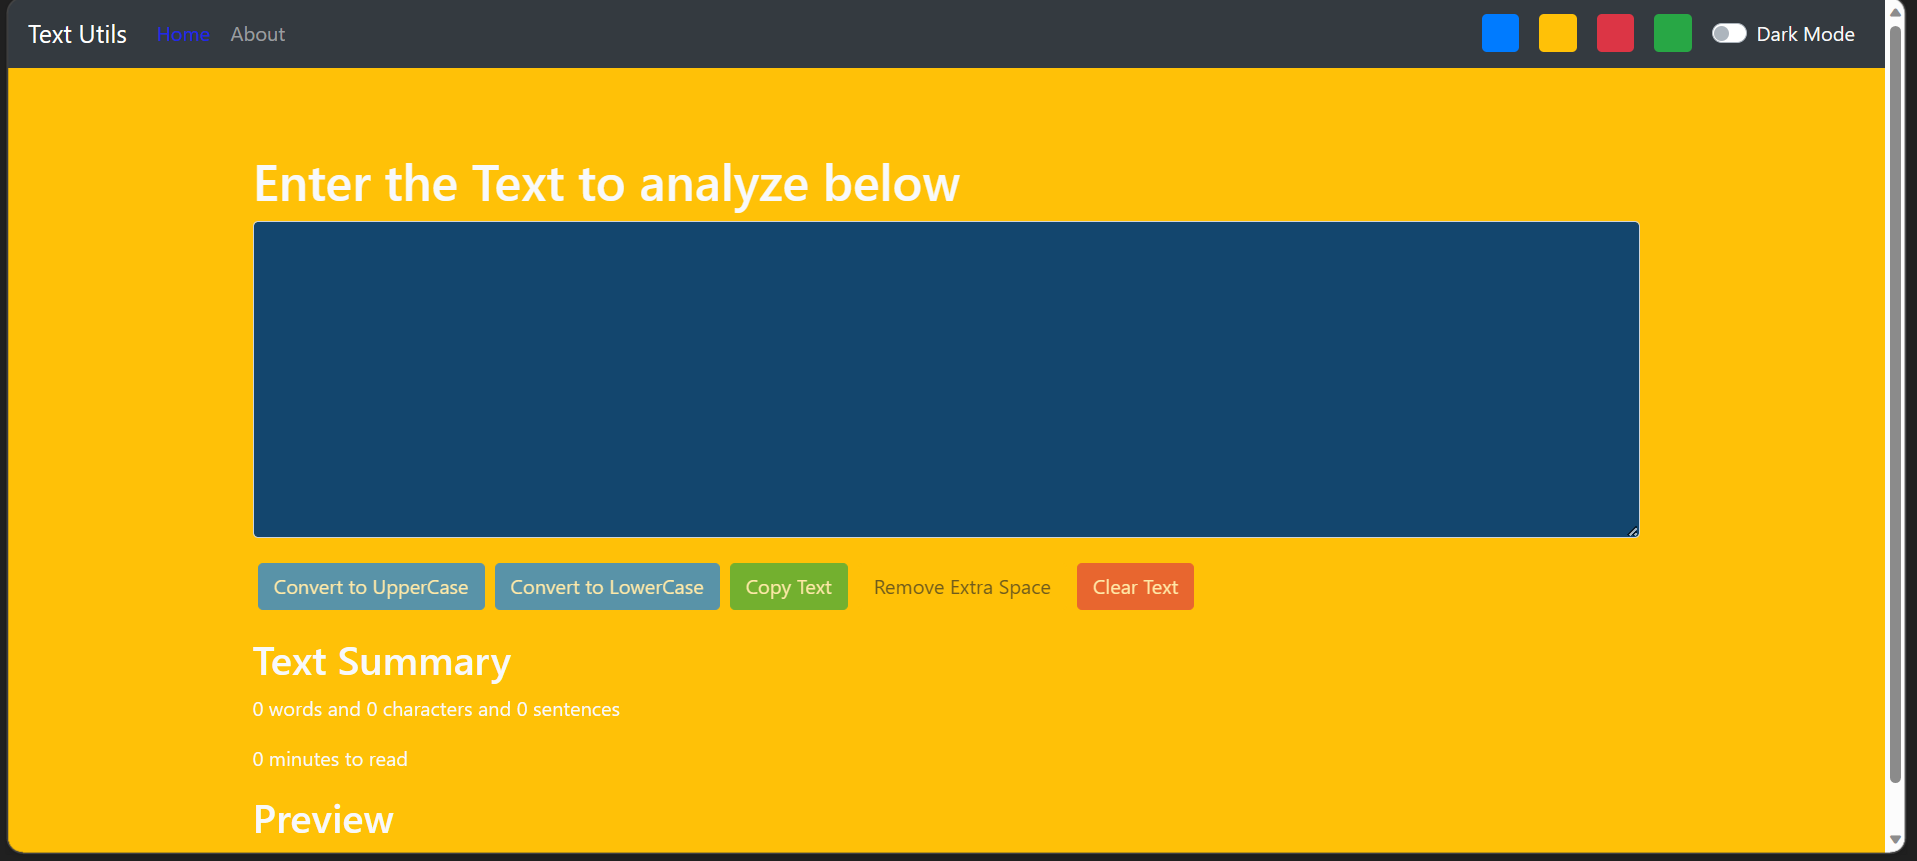 Text Utils Home About Dark Mode
Enter the Text to analyze below
Convert to UpperCase Convert to LowerCase Copy Text Remove Extra Space Clear Text
Text Summary
0 words and 0 characters and 0 sentences
0 minutes to read
Preview